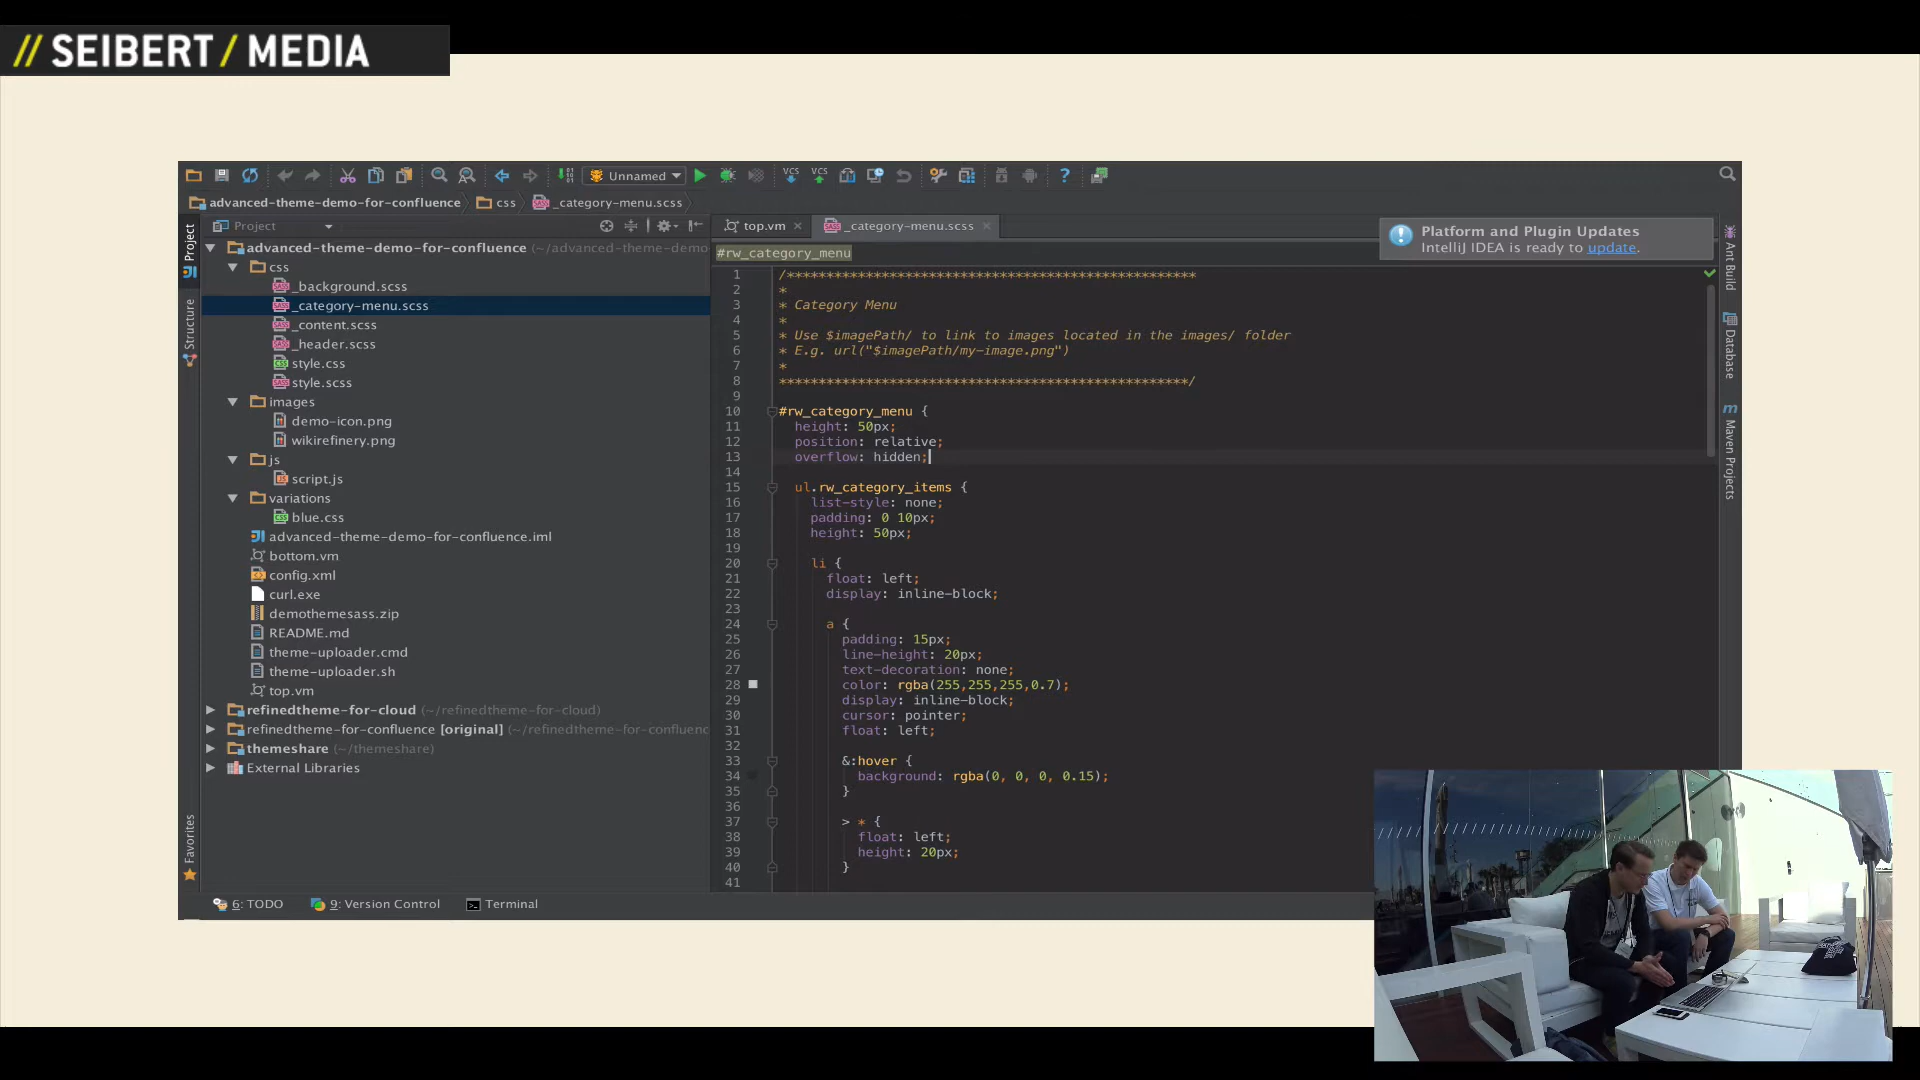 // SEIBERT / MEDIA
Unnamed
VCS
VCS
?
advanced-theme-demo-for-confluence
css
_category-menu.scss
Project
top.vm
_category-menu.scss
Platform and Plugin Updates
IntelliJ IDEA is ready to update.
#rw_category_menu
Project
Structure
Favorites
advanced-theme-demo-for-confluence (~/advanced-theme-demo-
css
_background.scss
_category-menu.scss
_content.scss
_header.scss
style.css
style.scss
images
demo-icon.png
wikirefinery.png
js
script.js
variations
blue.css
advanced-theme-demo-for-confluence.iml
bottom.vm
config.xml
curl.exe
demothemesass.zip
README.md
theme-uploader.cmd
theme-uploader.sh
top.vm
refinedtheme-for-cloud (~/refinedtheme-for-cloud)
refinedtheme-for-confluence [original] (~/refinedtheme-for-confluenc
themeshare (~/themeshare)
External Libraries
1 /****************************************************
2 *
3 * Category Menu
4 *
5 * Use $imagePath/ to link to images located in the images/ folder
6 * E.g. url("$imagePath/my-image.png")
7 *
8 ****************************************************/
9
10 #rw_category_menu {
11 height: 50px;
12 position: relative;
13 overflow: hidden;
14
15 ul.rw_category_items {
16 list-style: none;
17 padding: 0 10px;
18 height: 50px;
19
20 li {
21 float: left;
22 display: inline-block;
23
24 a {
25 padding: 15px;
26 line-height: 20px;
27 text-decoration: none;
28 color: rgba(255,255,255,0.7);
29 display: inline-block;
30 cursor: pointer;
31 float: left;
32
33 &:hover {
34 background: rgba(0, 0, 0, 0.15);
35 }
36
37 > * {
38 float: left;
39 height: 20px;
40 }
41
Ant Build
Database
Maven Projects
6: TODO
9: Version Control
Terminal